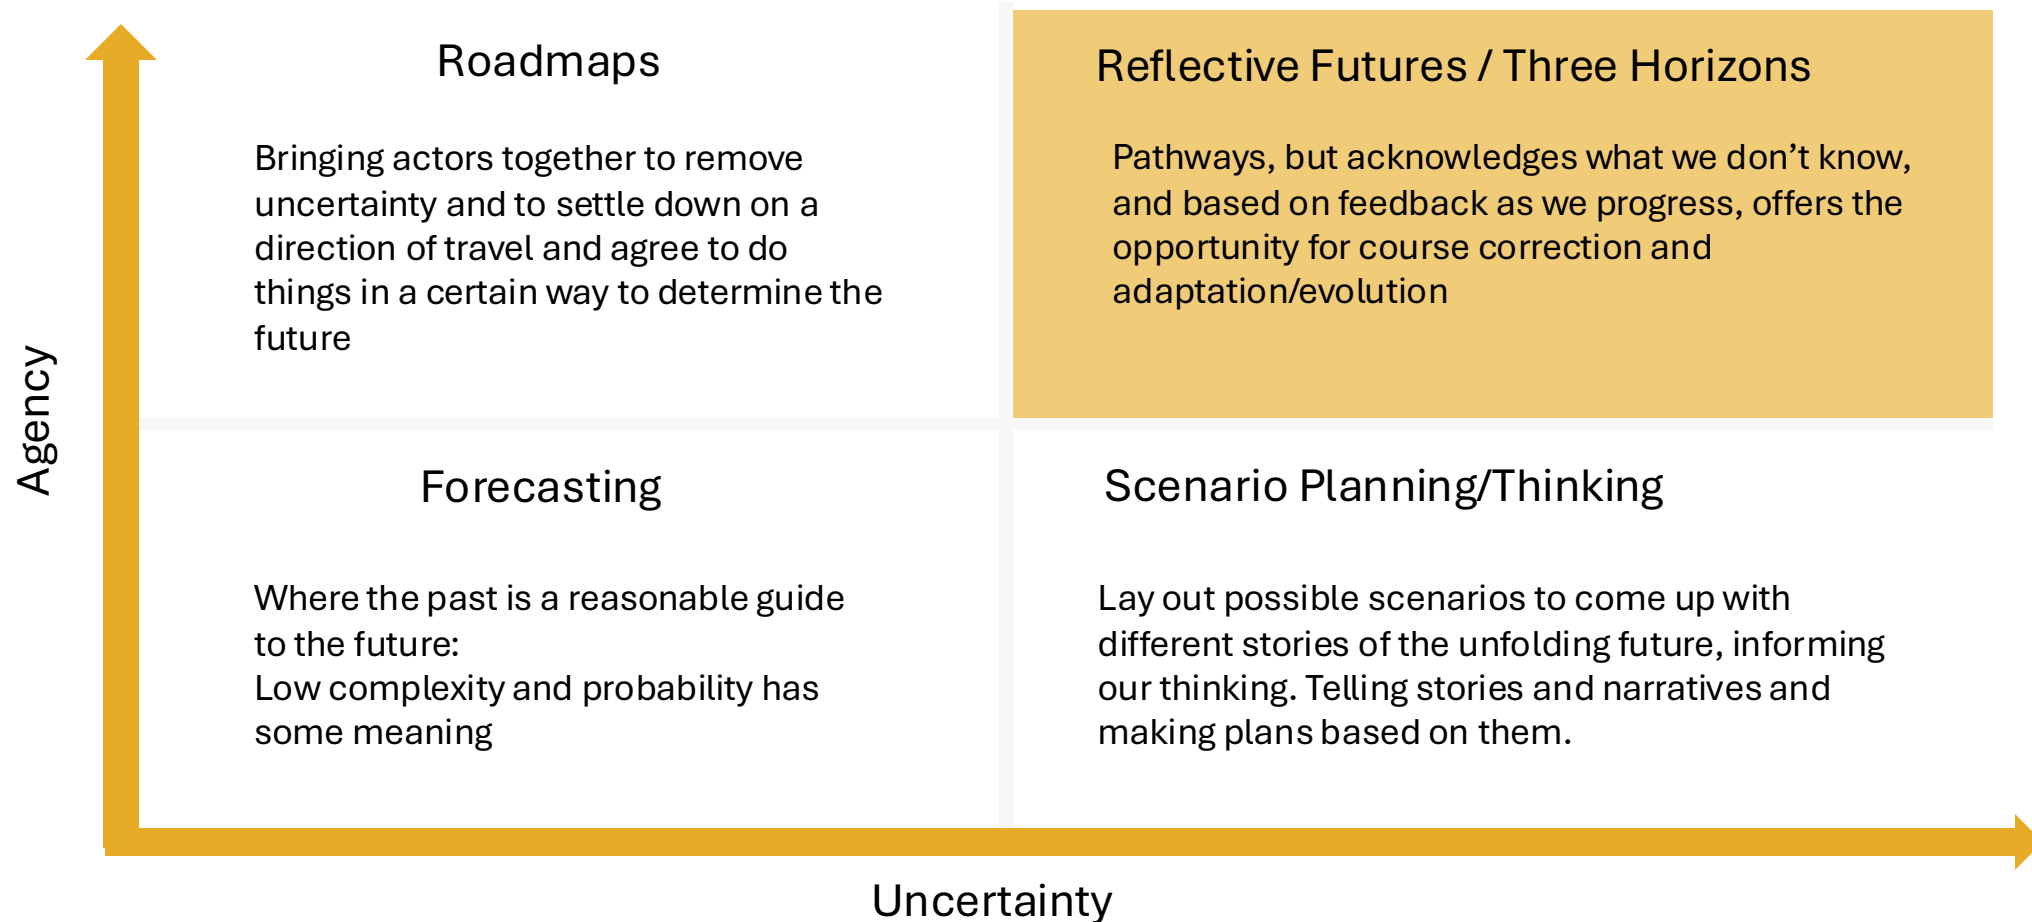 Roadmaps
Bringing actors together to remove
uncertainty and to settle down on a
direction of travel and agree to do
things in a certain way to determine the
future
Reflective Futures / Three Horizons
Pathways, but acknowledges what we don’t know,
and based on feedback as we progress, offers the
opportunity for course correction and
adaptation/evolution
Agency
Forecasting
Where the past is a reasonable guide
to the future:
Low complexity and probability has
some meaning
Scenario Planning/Thinking
Lay out possible scenarios to come up with
different stories of the unfolding future, informing
our thinking. Telling stories and narratives and
making plans based on them.
Uncertainty